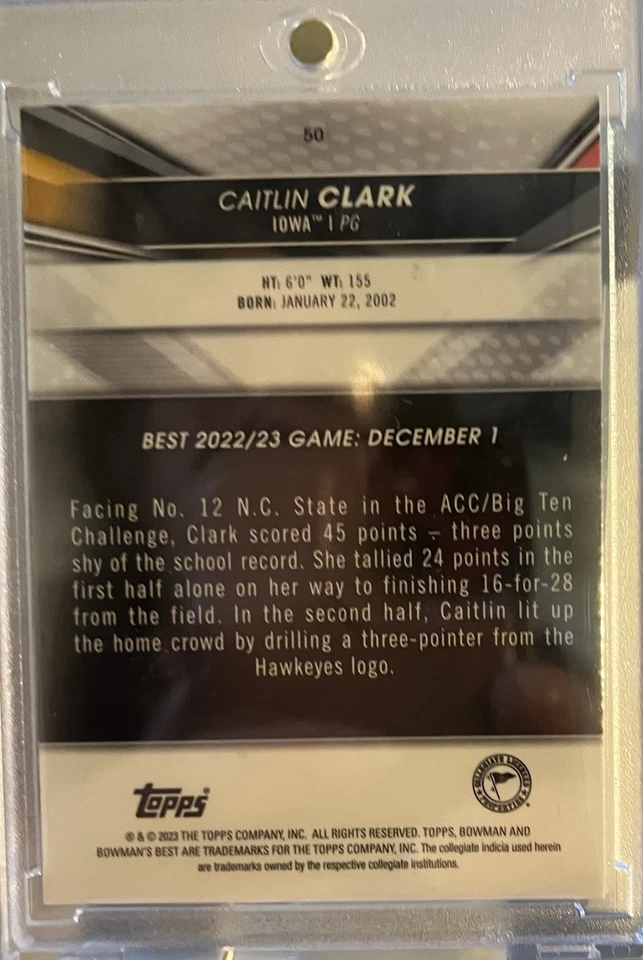 50
CAITLIN CLARK
IOWA™ | PG
HT: 6'0" WT: 155
BORN: JANUARY 22, 2002
BEST 2022/23 GAME: DECEMBER 1
Facing No. 12 N.C. State in the ACC/Big Ten
Challenge, Clark scored 45 points – three points
shy of the school record. She tallied 24 points in the
first half alone on her way to finishing 16-for-28
from the field. In the second half, Caitlin lit up
the home crowd by drilling a three-pointer from the
Hawkeyes logo.
topps®
COLLEGIATE LICENSED PROPERTIES®
® & © 2023 THE TOPPS COMPANY, INC. ALL RIGHTS RESERVED. TOPPS, BOWMAN AND
BOWMAN'S BEST ARE TRADEMARKS FOR THE TOPPS COMPANY, INC. The collegiate indicia used herein
are trademarks owned by the respective collegiate institutions.